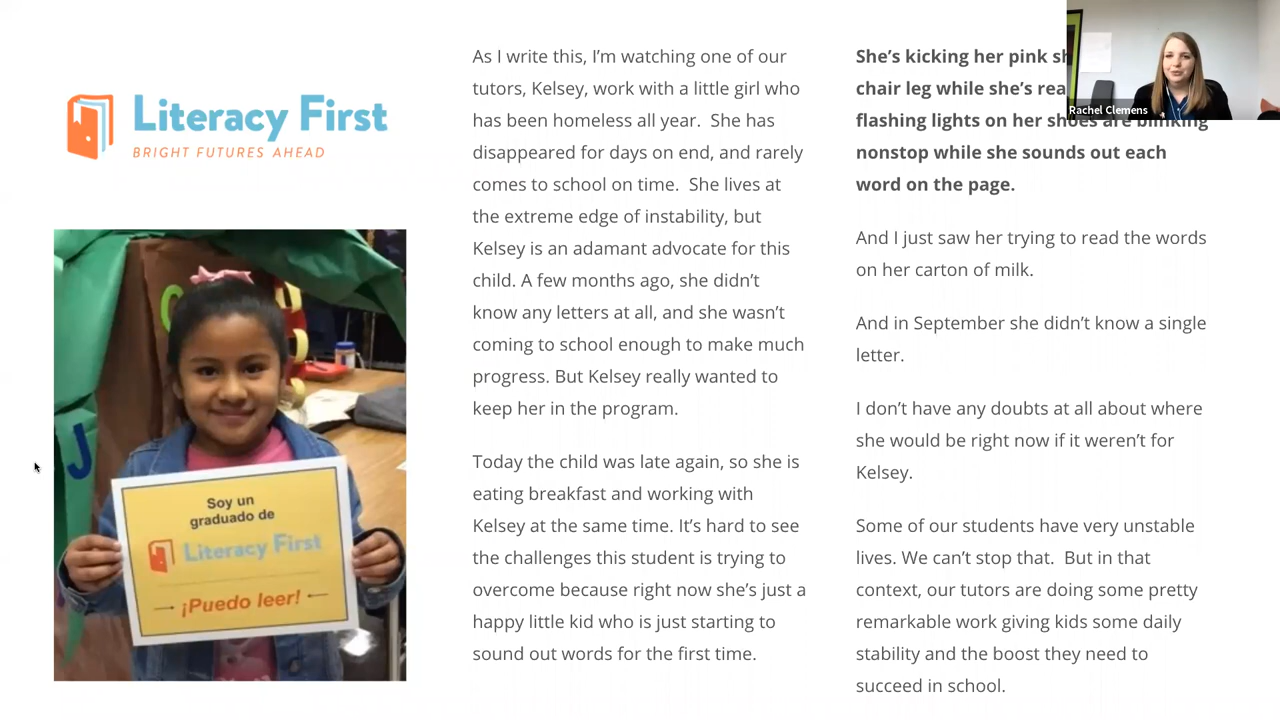 Literacy First
BRIGHT FUTURES AHEAD
Soy un
graduado de
Literacy First
¡Puedo leer!
As I write this, I'm watching one of our
tutors, Kelsey, work with a little girl who
has been homeless all year.  She has
disappeared for days on end, and rarely
comes to school on time.  She lives at
the extreme edge of instability, but
Kelsey is an adamant advocate for this
child. A few months ago, she didn't
know any letters at all, and she wasn't
coming to school enough to make much
progress. But Kelsey really wanted to
keep her in the program.
Today the child was late again, so she is
eating breakfast and working with
Kelsey at the same time. It's hard to see
the challenges this student is trying to
overcome because right now she's just a
happy little kid who is just starting to
sound out words for the first time.
She's kicking her pink
chair leg while she's
flashing lights on her shoes are blinking
nonstop while she sounds out each
word on the page.
And I just saw her trying to read the words
on her carton of milk.
And in September she didn't know a single
letter.
I don't have any doubts at all about where
she would be right now if it weren't for
Kelsey.
Some of our students have very unstable
lives. We can't stop that.  But in that
context, our tutors are doing some pretty
remarkable work giving kids some daily
stability and the boost they need to
succeed in school.
Rachel Clemens